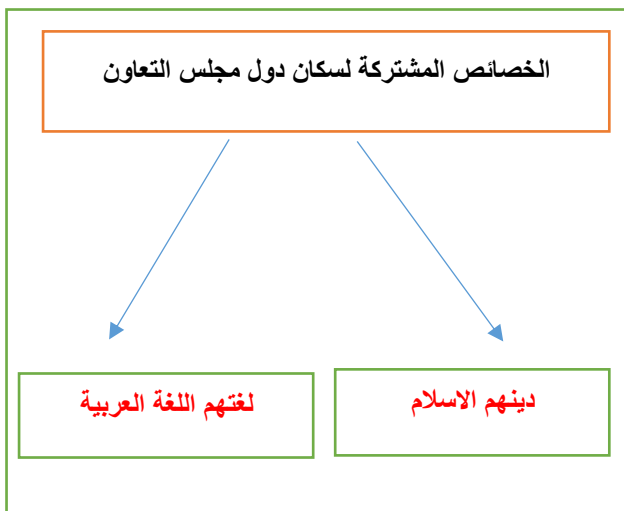 الخصائص المشتركة لسكان دول مجلس التعاون
دينهم الاسلام
لغتهم اللغة العربية